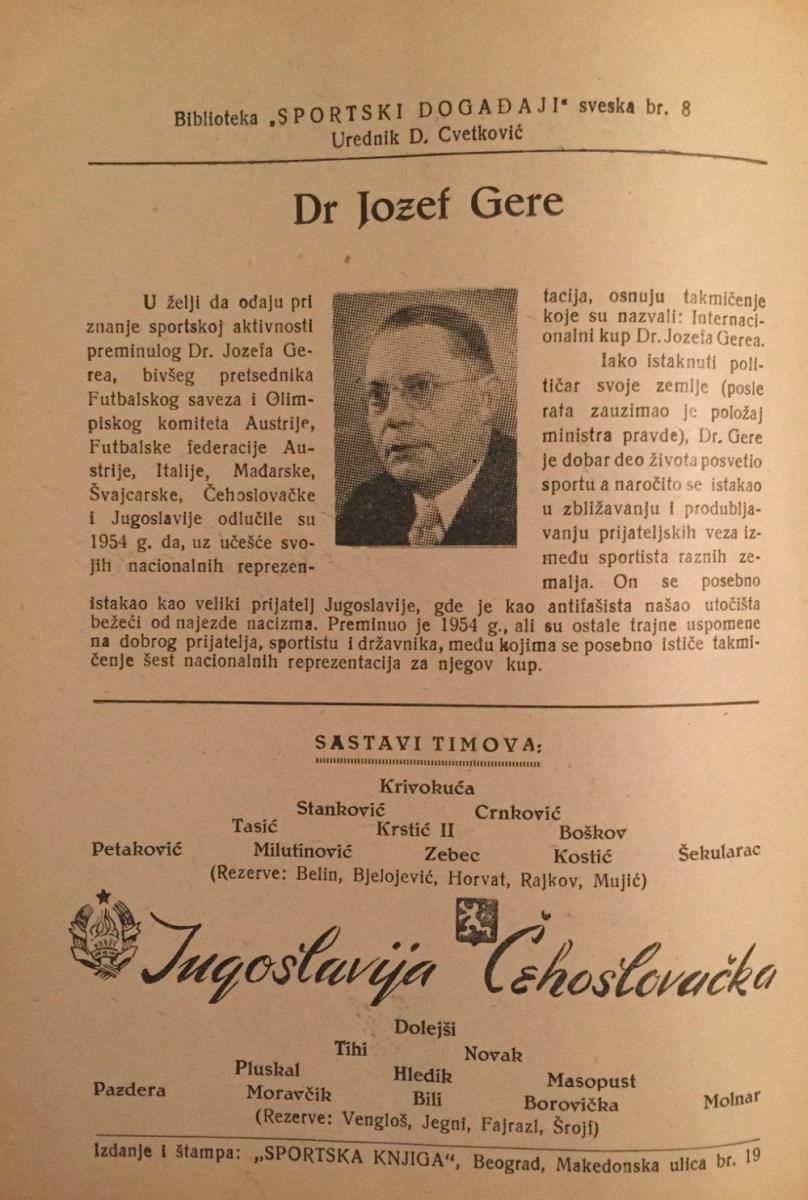 Biblioteka „SPORTSKI DOGAĐAJI“ sveska br. 8
Urednik D. Cvetković
Dr Jozef Gere
U želji da odaju pri
znanje sportskoj aktivnosti
preminulog Dr. Jozefa Ge-
rea, bivšeg pretsednika
Futbalskog saveza i Olim-
piskog komiteta Austrije,
Futbalske federacije Au-
strije, Italije, Mađarske,
Švajcarske, Čehoslovačke
i Jugoslavije odlučile su
1954 g. da, uz učešće svo-
jih nacionalnih reprezen-
tacija, osnuju takmičenje
koje su nazvali: Internaci-
onalni kup Dr. Jozefa Gerea.
Iako istaknuti poli-
tičar svoje zemlje (posle
rata zauzimao je položaj
ministra pravde), Dr. Gere
je dobar deo života posvetio
sportu a naročito se istakao
u zbližavanju i produblja-
vanju prijateljskih veza iz-
među sportista raznih ze-
malja. On se posebno
istakao kao veliki prijatelj Jugoslavije, gde je kao antifašista našao utočišta
bežeći od najezde nacizma. Preminuo je 1954 g., ali su ostale trajne uspomene
na dobrog prijatelja, sportistu i državnika, među kojima se posebno ističe takmi-
čenje šest nacionalnih reprezentacija za njegov kup.
SASTAVI TIMOVA:
Krivokuća
Stanković Crnković
Tasić Krstić II Boškov
Petaković Milutinović Zebec Kostić Šekularac
(Rezerve: Belin, Bjelojević, Horvat, Rajkov, Mujić)
Jugoslavija Čehoslovačka
Dolejši
Tihi Novak
Pluskal Hledik Masopust
Pazdera Moravčik Bili Borovička Molnar
(Rezerve: Vengloš, Jegni, Fajrazl, Šrojf)
Izdanje i štampa: „SPORTSKA KNJIGA“, Beograd, Makedonska ulica br. 19